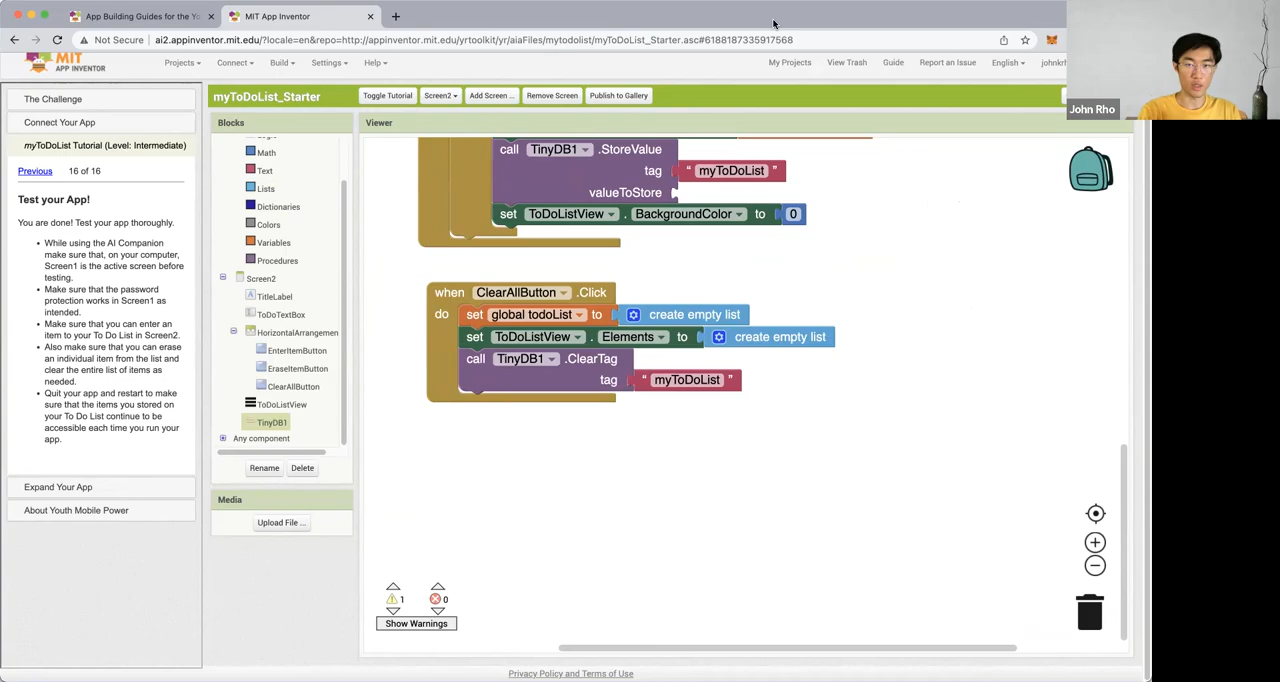 App Building Guides for the Yo
MIT App Inventor
Not Secure
ai2.appinventor.mit.edu/?locale=en&repo=http://appinventor.mit.edu/yrtoolkit/yr/aiaFiles/mytodolist/myToDoList_Starter.asc#6188187335917568
MIT
APP INVENTOR
Projects
Connect
Build
Settings
Help
My Projects
View Trash
Guide
Report an Issue
English
johnkrh
John Rho
The Challenge
Connect Your App
myToDoList Tutorial (Level: Intermediate)
Previous
16 of 16
Test your App!
You are done! Test your app thoroughly.
While using the AI Companion
make sure that, on your computer,
Screen1 is the active screen before
testing.
Make sure that the password
protection works in Screen1 as
intended.
Make sure that you can enter an
item to your To Do List in Screen2.
Also make sure that you can erase
an individual item from the list and
clear the entire list of items as
needed.
Quit your app and restart to make
sure that the items you stored on
your To Do List continue to be
accessible each time you run your
app.
Expand Your App
About Youth Mobile Power
myToDoList_Starter
Toggle Tutorial
Screen2
Add Screen ...
Remove Screen
Publish to Gallery
Blocks
Math
Text
Lists
Dictionaries
Colors
Variables
Procedures
Screen2
TitleLabel
ToDoTextBox
HorizontalArrangemen
EnterItemButton
EraseItemButton
ClearAllButton
ToDoListView
TinyDB1
Any component
Rename
Delete
Media
Upload File ...
Viewer
call TinyDB1 .StoreValue
tag " myToDoList "
valueToStore
set ToDoListView . BackgroundColor to 0
when ClearAllButton .Click
do set global todoList to create empty list
set ToDoListView . Elements to create empty list
call TinyDB1 .ClearTag
tag " myToDoList "
1
0
Show Warnings
Privacy Policy and Terms of Use